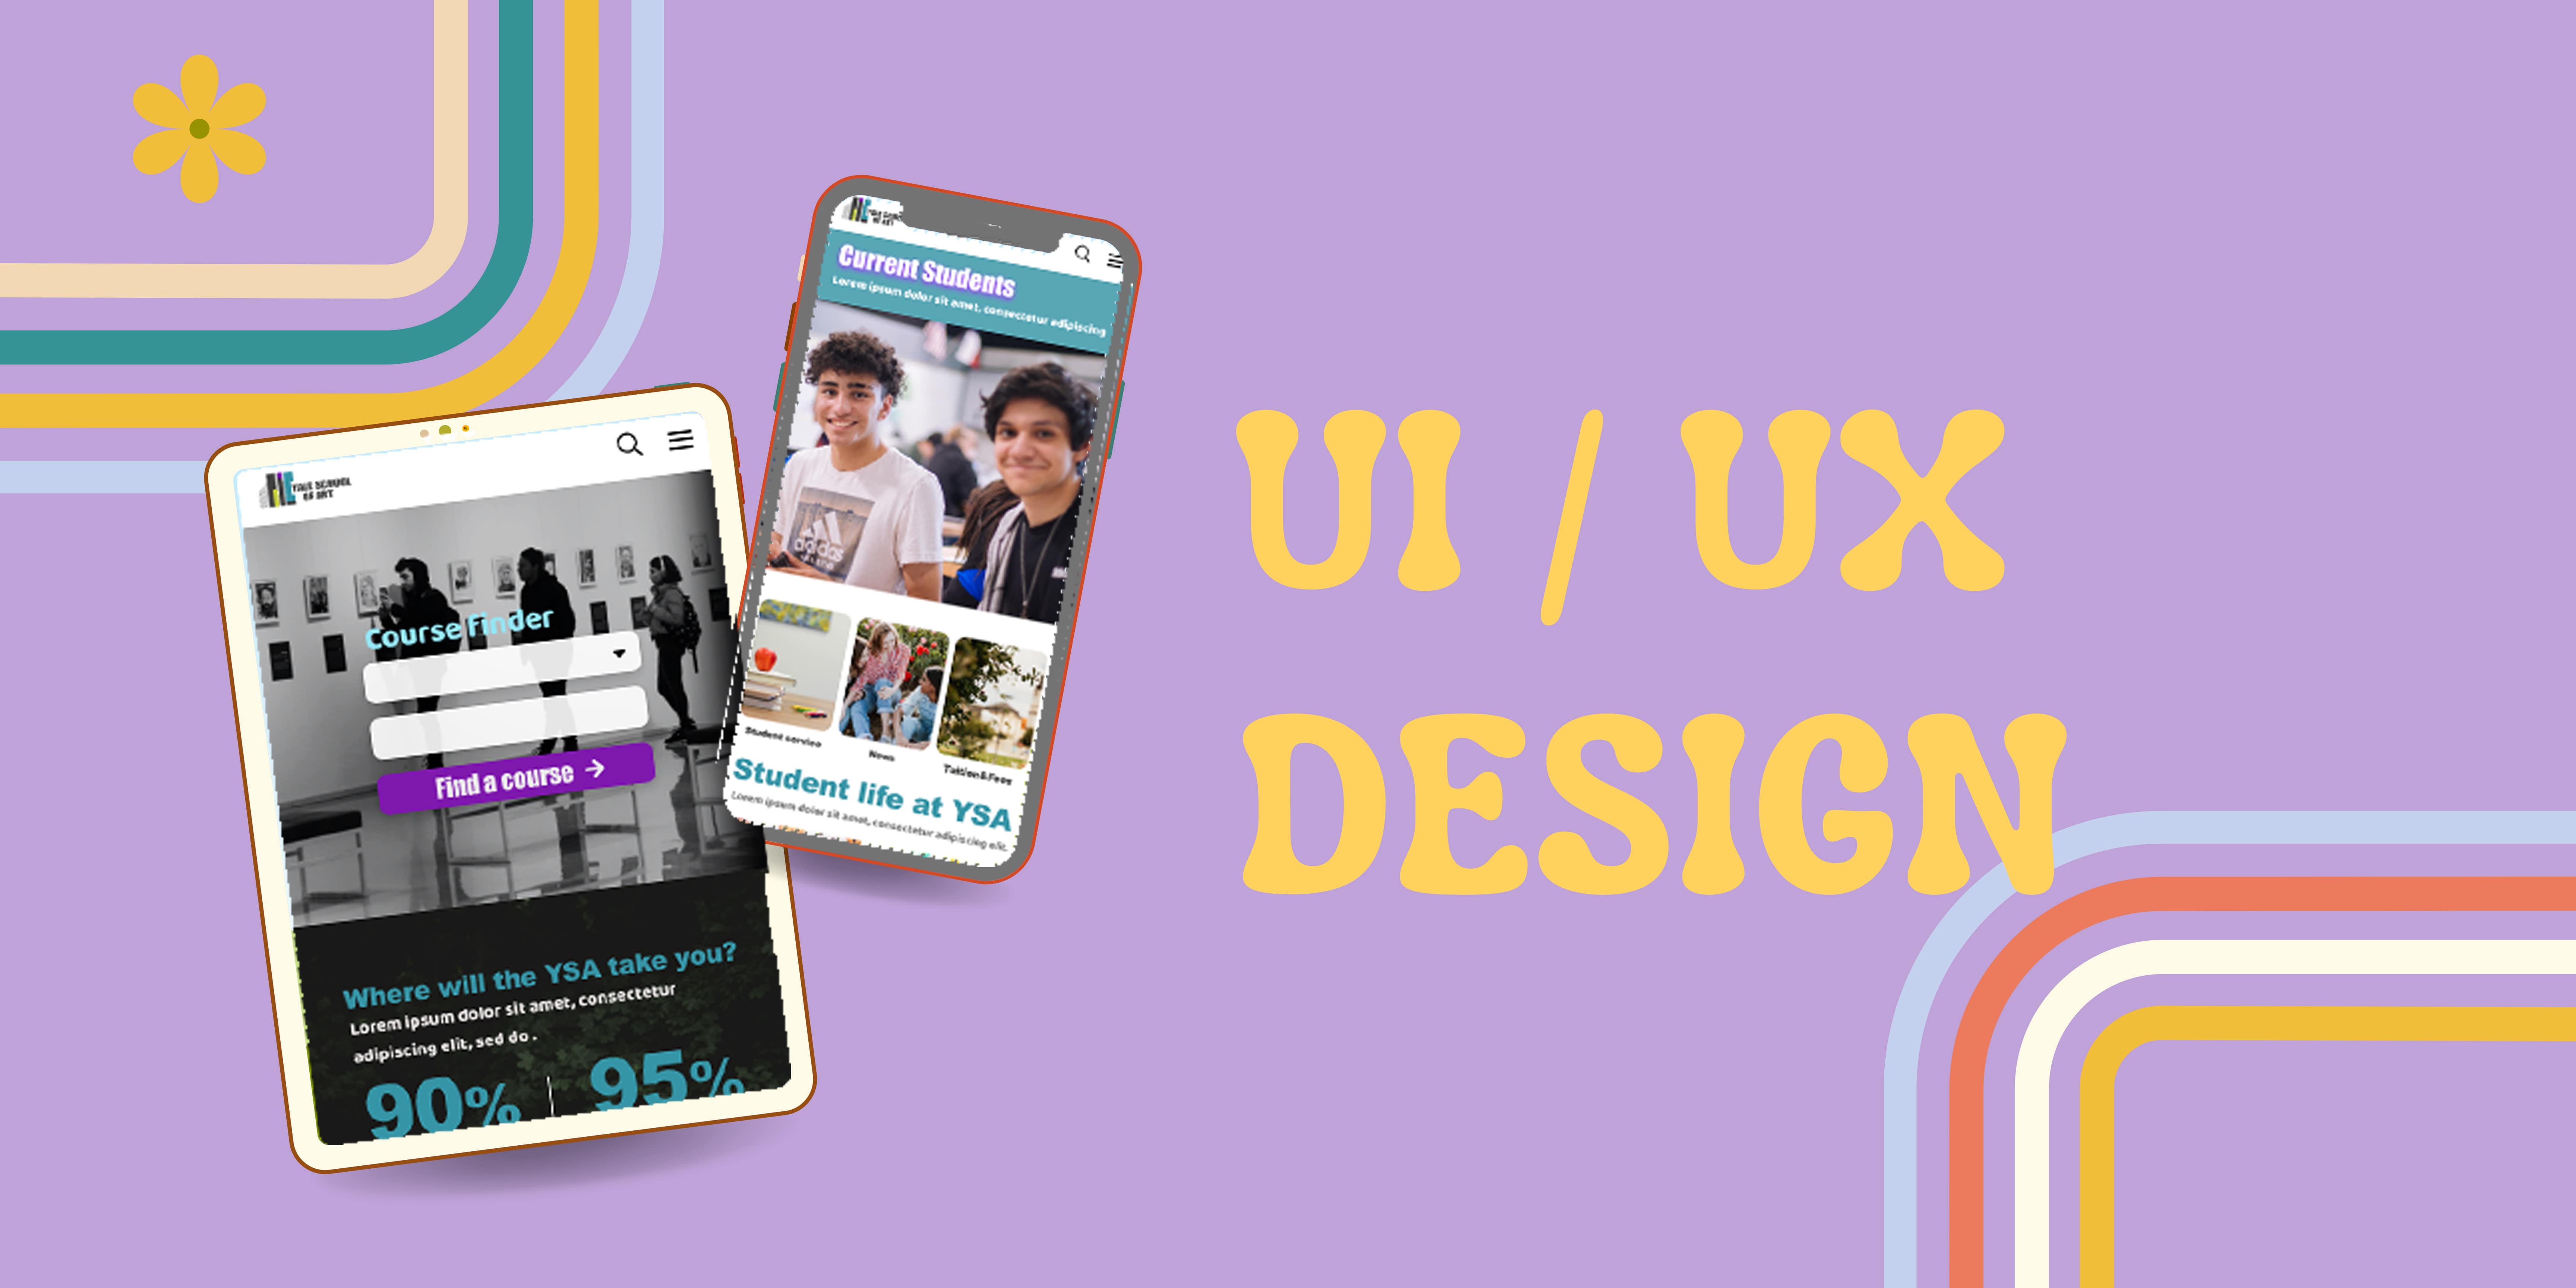 YALE SCHOOL
OF ART
Course finder
Find a course →
Where will the YSA take you?
Lorem ipsum dolor sit amet, consectetur
adipiscing elit, sed do .
90% | 95%
OF ART
Current Students
Lorem ipsum dolor sit amet, consectetur adipiscing
adidas
Student service
News
Tuition&Fees
Student life at YSA
Lorem ipsum dolor sit amet, consectetur adipiscing elit.
UI / UX
DESIGN